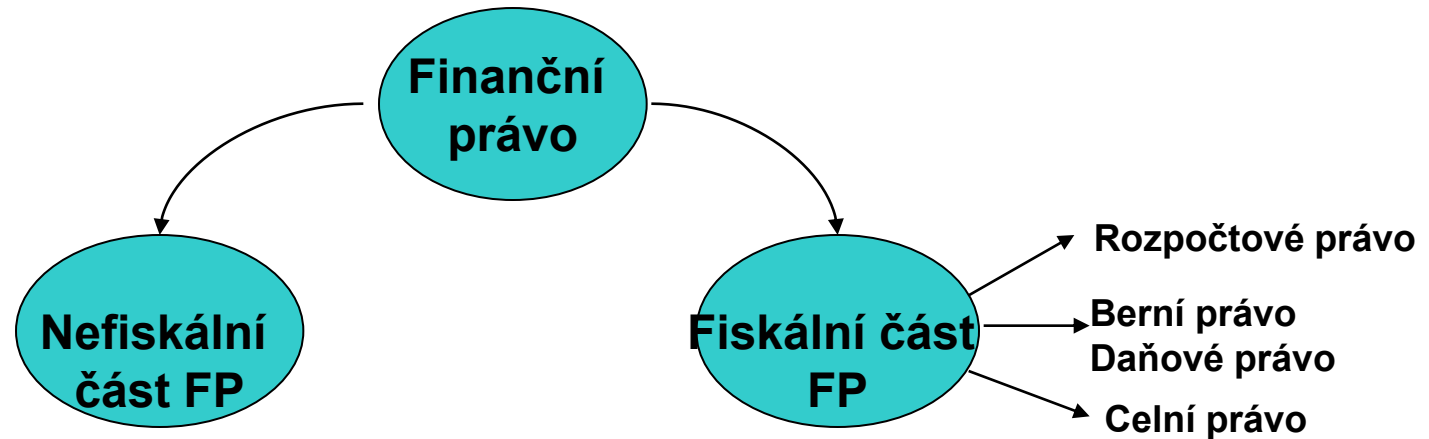 Finanční
právo
Nefiskální
část FP
Fiskální část
FP
Rozpočtové právo
Berní právo
Daňové právo
Celní právo